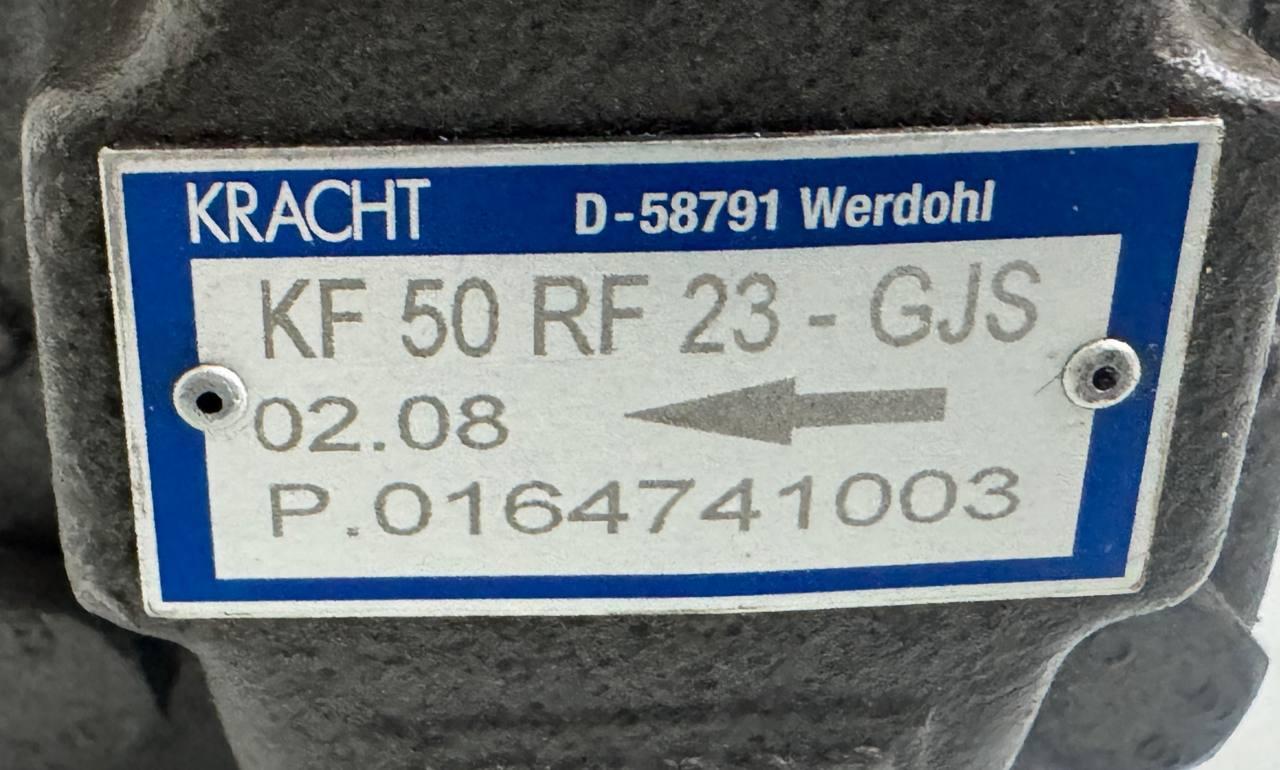 KRACHT D-58791 Werdohl
KF 50 RF 23 - GJS
02.08
P.0164741003